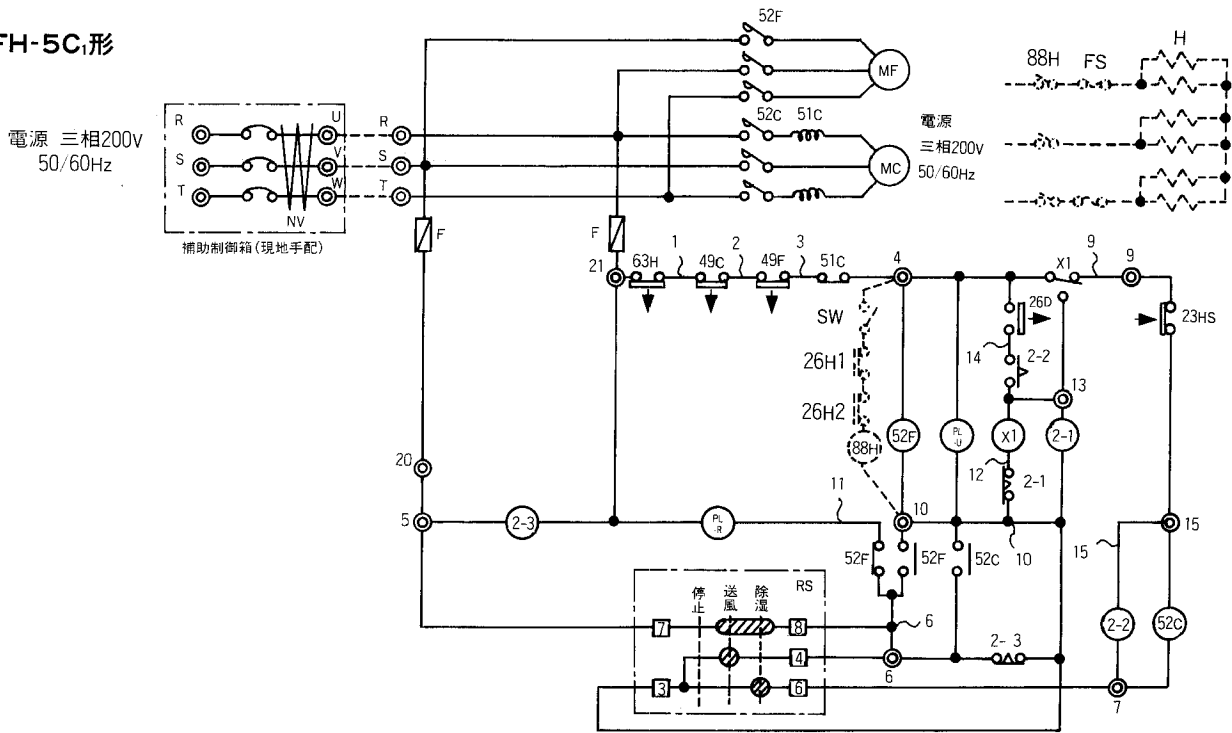 FH-5C₁形
52F
MF
88H
FS
H
電源 三相200V
50/60Hz
R
S
T
U
V
W
NV
補助制御箱(現地手配)
R
S
T
52C
51C
MC
電源
三相200V
50/60Hz
F
F
21
63H
1
49C
2
49F
3
51C
4
X1
9
9
SW
26D
23HS
14
2-2
26H1
13
26H2
88H
52F
PL
-U
X1
2-1
12
2-1
20
5
2-3
PL
-R
11
10
10
15
15
52F
52F
52C
停止
送風
除湿
RS
7
8
6
4
6
2-3
3
6
2-2
52C
7